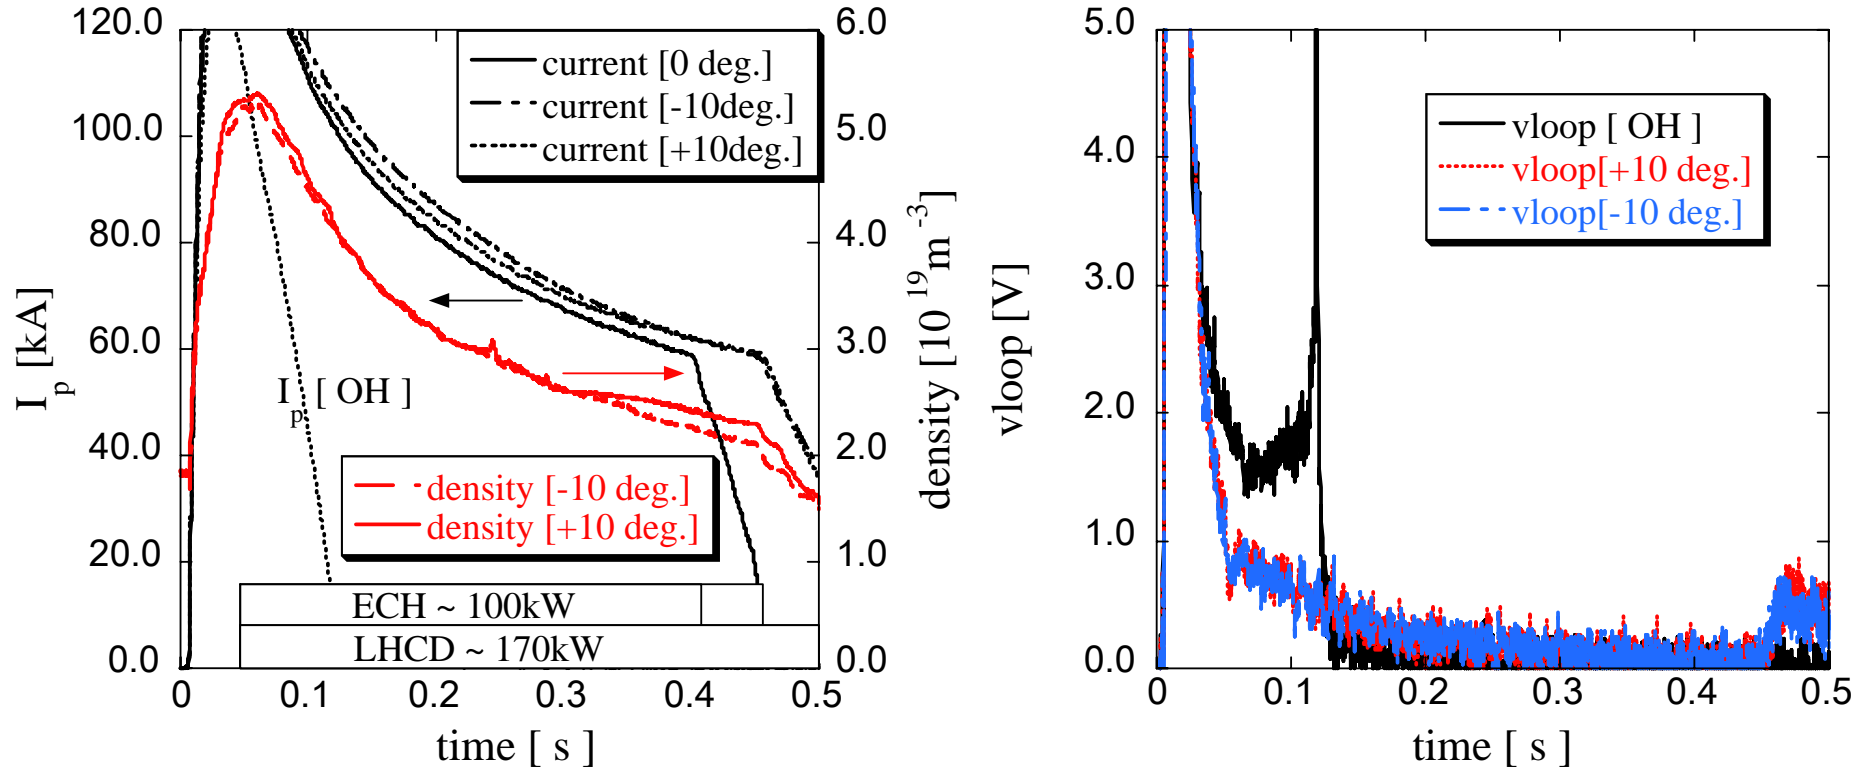 120.0
100.0
80.0
60.0
40.0
20.0
0.0
I_p [kA]
0
0.1
0.2
0.3
0.4
0.5
time [ s ]
6.0
5.0
4.0
3.0
2.0
1.0
0.0
density [10^19 m^-3]
current [0 deg.]
current [-10deg.]
current [+10deg.]
I_p [ OH ]
density [-10 deg.]
density [+10 deg.]
ECH ~ 100kW
LHCD ~ 170kW
5.0
4.0
3.0
2.0
1.0
0.0
vloop [V]
0
0.1
0.2
0.3
0.4
0.5
time [ s ]
vloop [ OH ]
vloop[+10 deg.]
vloop[-10 deg.]